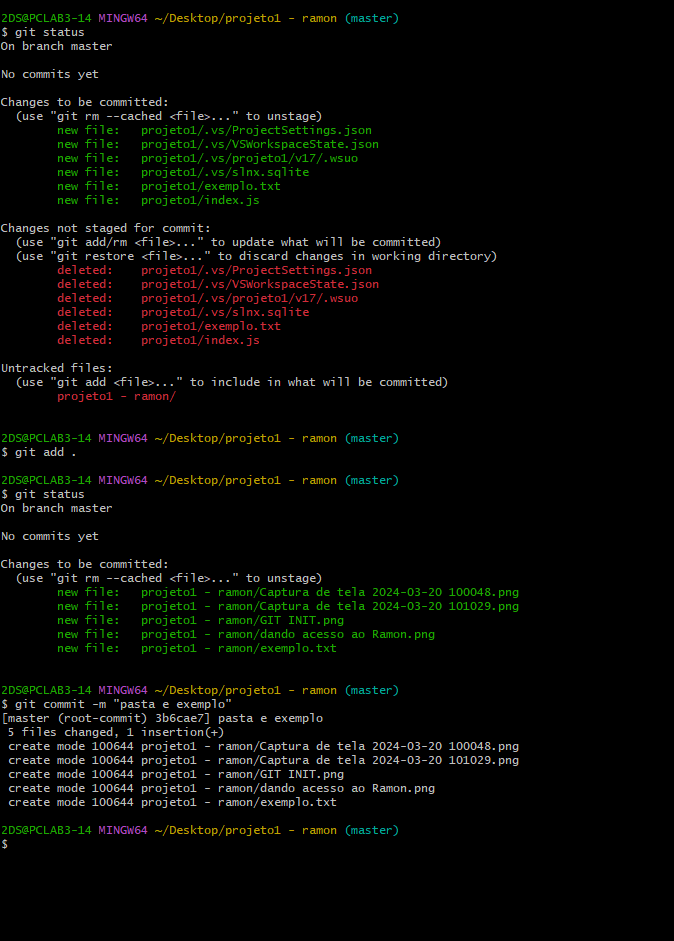 2DS@PCLAB3-14 MINGW64 ~/Desktop/projeto1 - ramon (master)
$ git status
On branch master

No commits yet

Changes to be committed:
  (use "git rm --cached <file>..." to unstage)
        new file:   projeto1/.vs/ProjectSettings.json
        new file:   projeto1/.vs/VSWorkspaceState.json
        new file:   projeto1/.vs/projeto1/v17/.wsuo
        new file:   projeto1/.vs/slnx.sqlite
        new file:   projeto1/exemplo.txt
        new file:   projeto1/index.js

Changes not staged for commit:
  (use "git add/rm <file>..." to update what will be committed)
  (use "git restore <file>..." to discard changes in working directory)
        deleted:    projeto1/.vs/ProjectSettings.json
        deleted:    projeto1/.vs/VSWorkspaceState.json
        deleted:    projeto1/.vs/projeto1/v17/.wsuo
        deleted:    projeto1/.vs/slnx.sqlite
        deleted:    projeto1/exemplo.txt
        deleted:    projeto1/index.js

Untracked files:
  (use "git add <file>..." to include in what will be committed)
        projeto1 - ramon/


2DS@PCLAB3-14 MINGW64 ~/Desktop/projeto1 - ramon (master)
$ git add .

2DS@PCLAB3-14 MINGW64 ~/Desktop/projeto1 - ramon (master)
$ git status
On branch master

No commits yet

Changes to be committed:
  (use "git rm --cached <file>..." to unstage)
        new file:   projeto1 - ramon/Captura de tela 2024-03-20 100048.png
        new file:   projeto1 - ramon/Captura de tela 2024-03-20 101029.png
        new file:   projeto1 - ramon/GIT INIT.png
        new file:   projeto1 - ramon/dando acesso ao Ramon.png
        new file:   projeto1 - ramon/exemplo.txt


2DS@PCLAB3-14 MINGW64 ~/Desktop/projeto1 - ramon (master)
$ git commit -m "pasta e exemplo"
[master (root-commit) 3b6cae7] pasta e exemplo
 5 files changed, 1 insertion(+)
 create mode 100644 projeto1 - ramon/Captura de tela 2024-03-20 100048.png
 create mode 100644 projeto1 - ramon/Captura de tela 2024-03-20 101029.png
 create mode 100644 projeto1 - ramon/GIT INIT.png
 create mode 100644 projeto1 - ramon/dando acesso ao Ramon.png
 create mode 100644 projeto1 - ramon/exemplo.txt

2DS@PCLAB3-14 MINGW64 ~/Desktop/projeto1 - ramon (master)
$